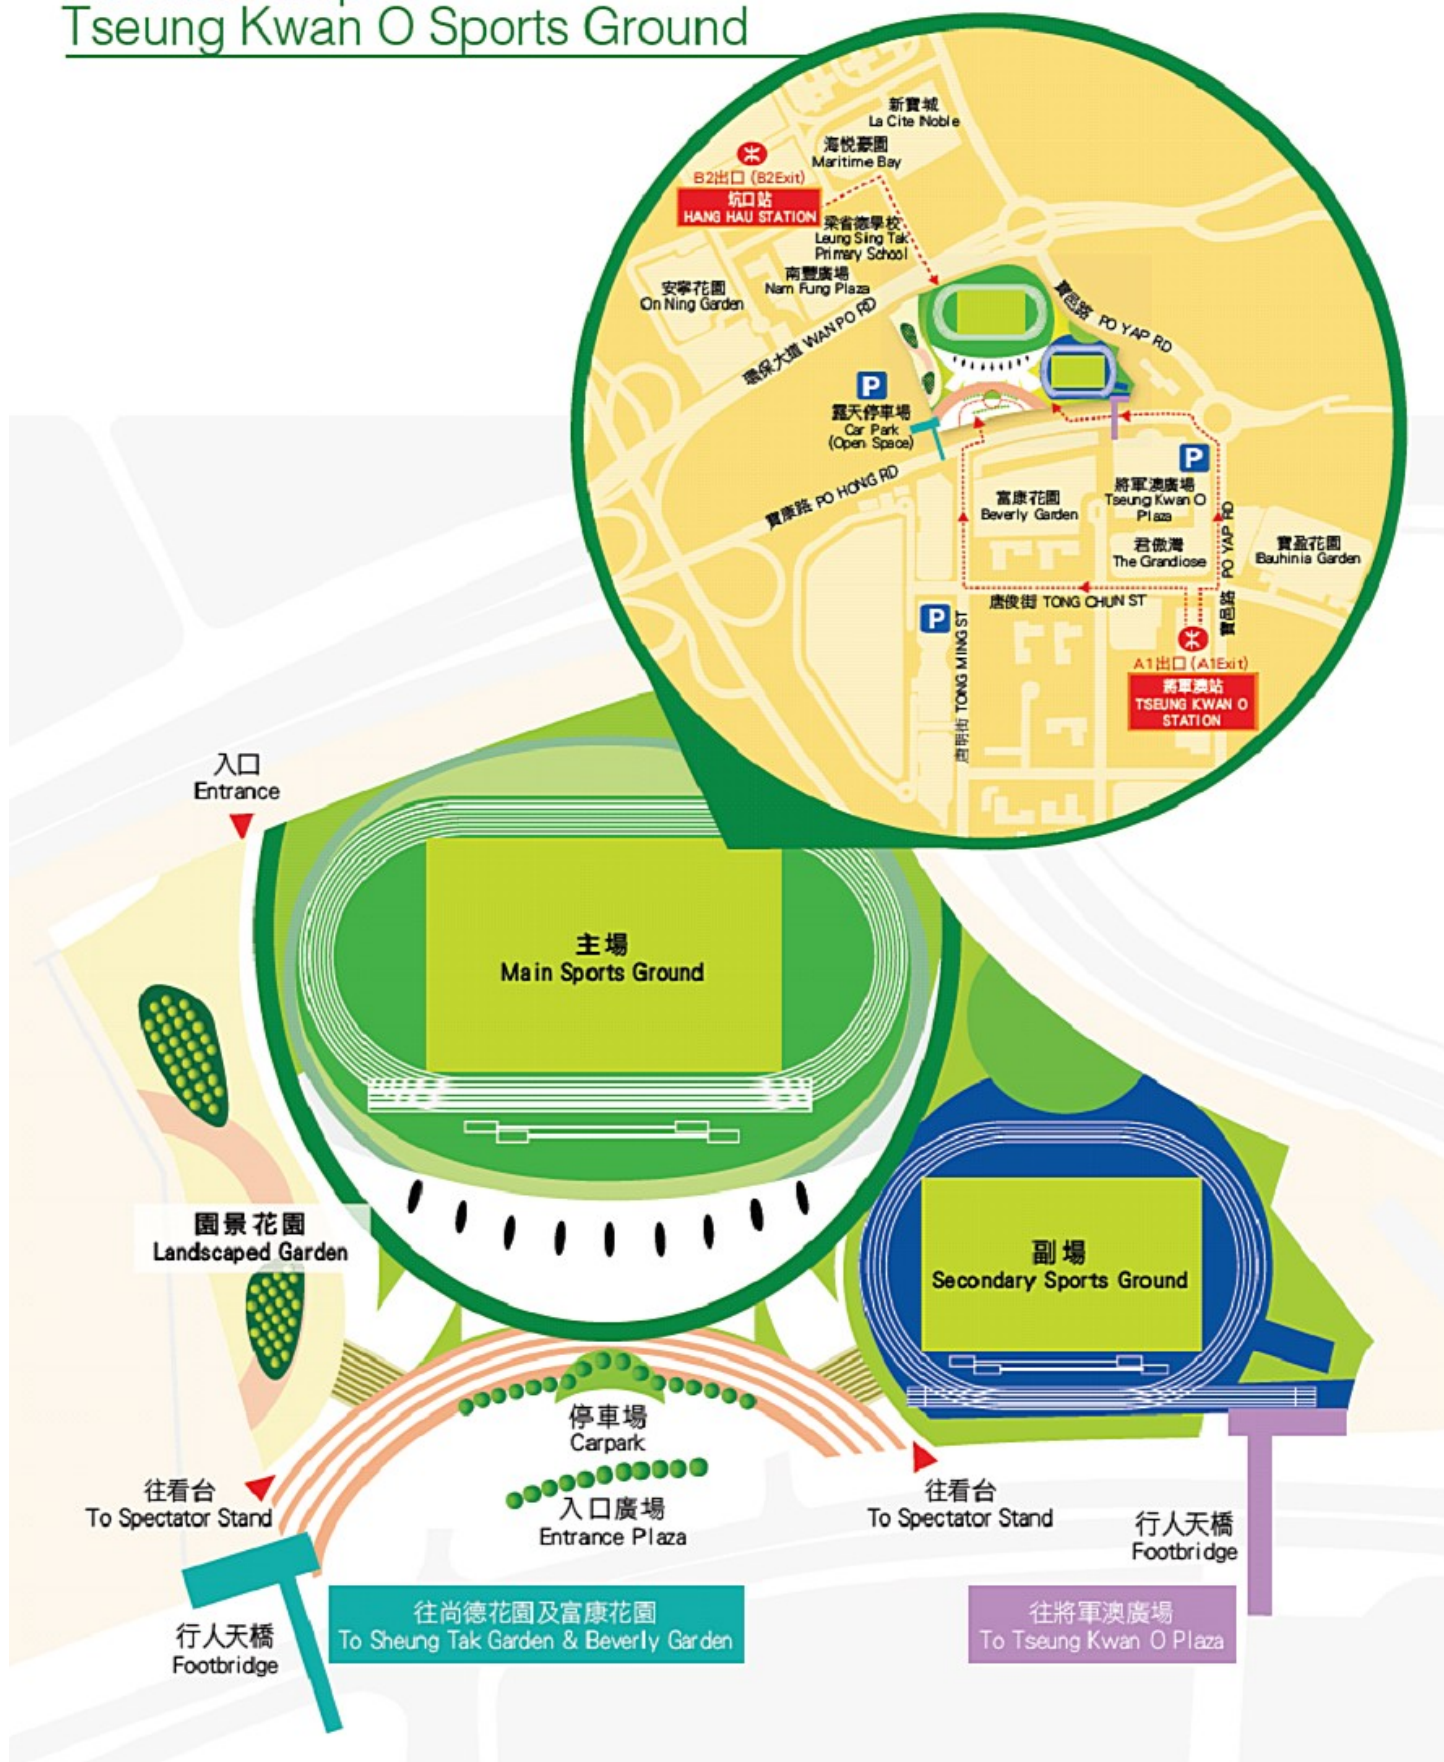 Tseung Kwan O Sports Ground
新寶城
La Cite Noble
海悅豪園
Maritime Bay
B2出口 (B2Exit)
坑口站
HANG HAU STATION
梁省德學校
Leung Sing Tak
Primary School
南豐廣場
Nam Fung Plaza
安寧花園
On Ning Garden
環保大道 WAN PO RD
寶邑路 PO YAP RD
P
露天停車場
Car Park
(Open Space)
寶康路 PO HONG RD
富康花園
Beverly Garden
P
將軍澳廣場
Tseung Kwan O
Plaza
君傲灣
The Grandiose
寶邑路 PO YAP RD
寶盈花園
Bauhinia Garden
唐俊街 TONG CHUN ST
P
唐明街 TONG MING ST
A1出口 (A1Exit)
將軍澳站
TSEUNG KWAN O
STATION
入口
Entrance
主場
Main Sports Ground
園景花園
Landscaped Garden
副場
Secondary Sports Ground
停車場
Carpark
往看台
To Spectator Stand
入口廣場
Entrance Plaza
往看台
To Spectator Stand
行人天橋
Footbridge
往尚德花園及富康花園
To Sheung Tak Garden & Beverly Garden
往將軍澳廣場
To Tseung Kwan O Plaza
行人天橋
Footbridge